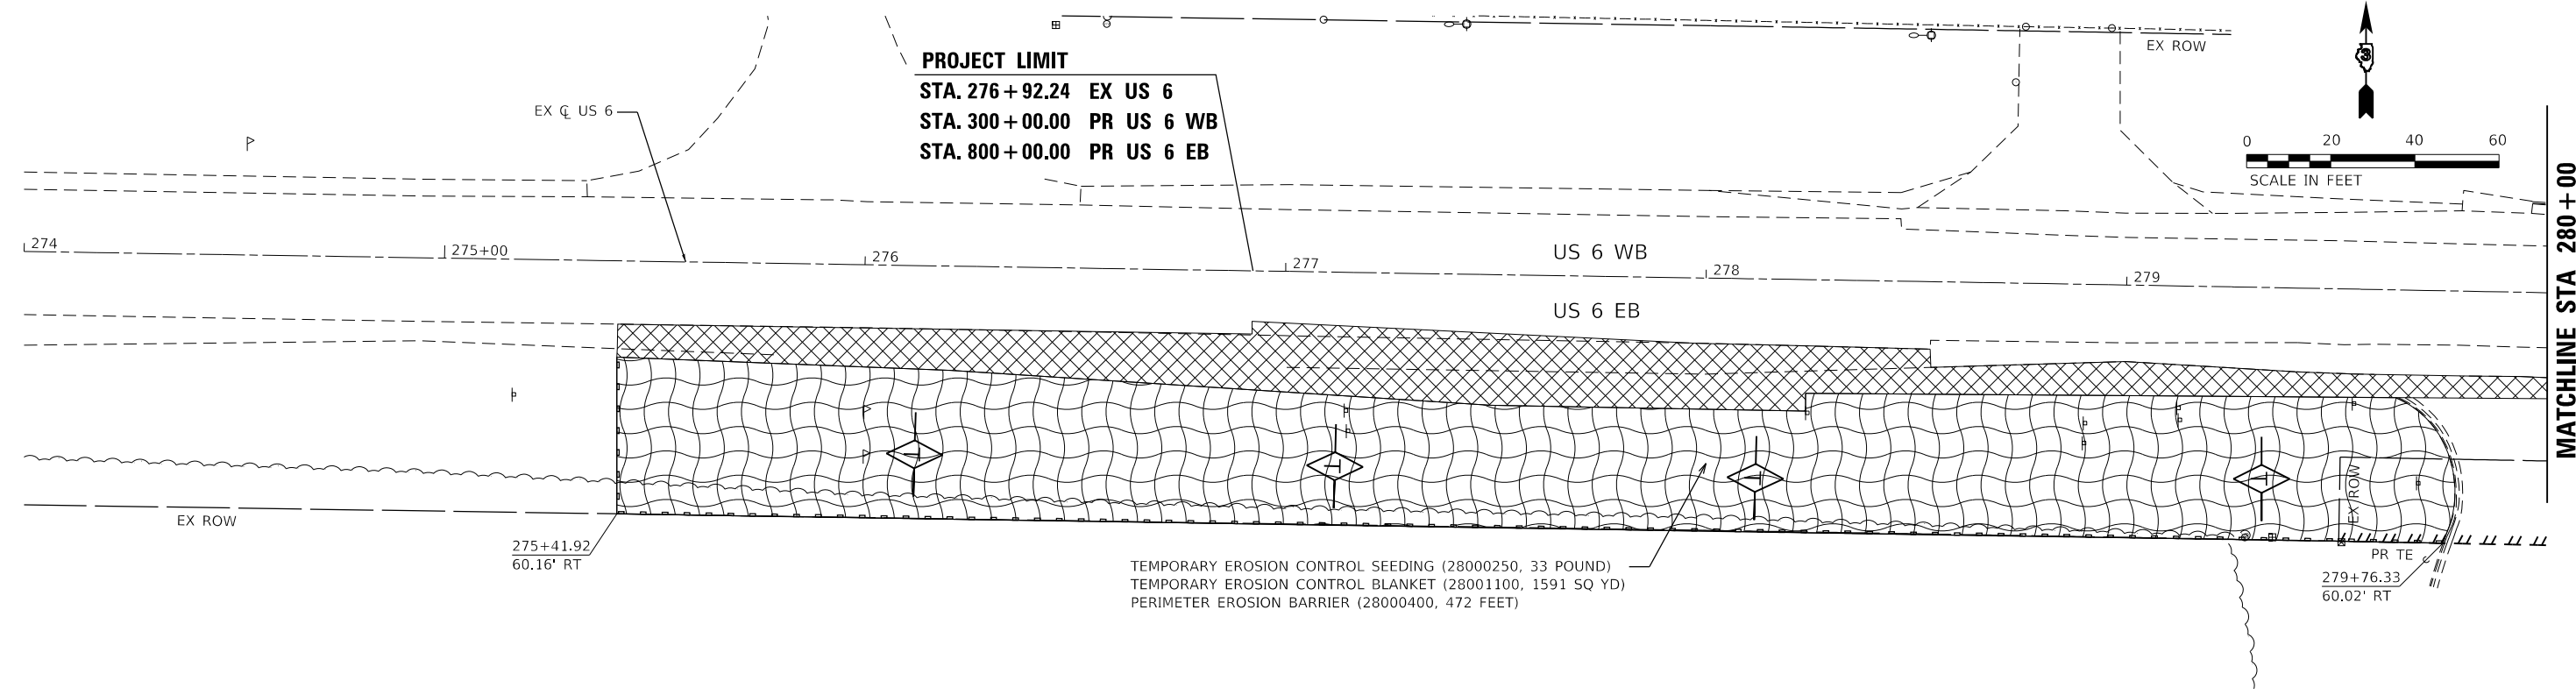 EX ROW
3
PROJECT LIMIT
STA. 276+92.24 EX US 6
STA. 300+00.00 PR US 6 WB
STA. 800+00.00 PR US 6 EB
EX ℄ US 6
0 20 40 60
SCALE IN FEET
MATCHLINE STA 280+00
274
275+00
276
277
278
279
US 6 WB
US 6 EB
T
T
T
T
EX ROW
EX ROW
275+41.92
60.16' RT
TEMPORARY EROSION CONTROL SEEDING (28000250, 33 POUND)
TEMPORARY EROSION CONTROL BLANKET (28001100, 1591 SQ YD)
PERIMETER EROSION BARRIER (28000400, 472 FEET)
PR TE
279+76.33
60.02' RT